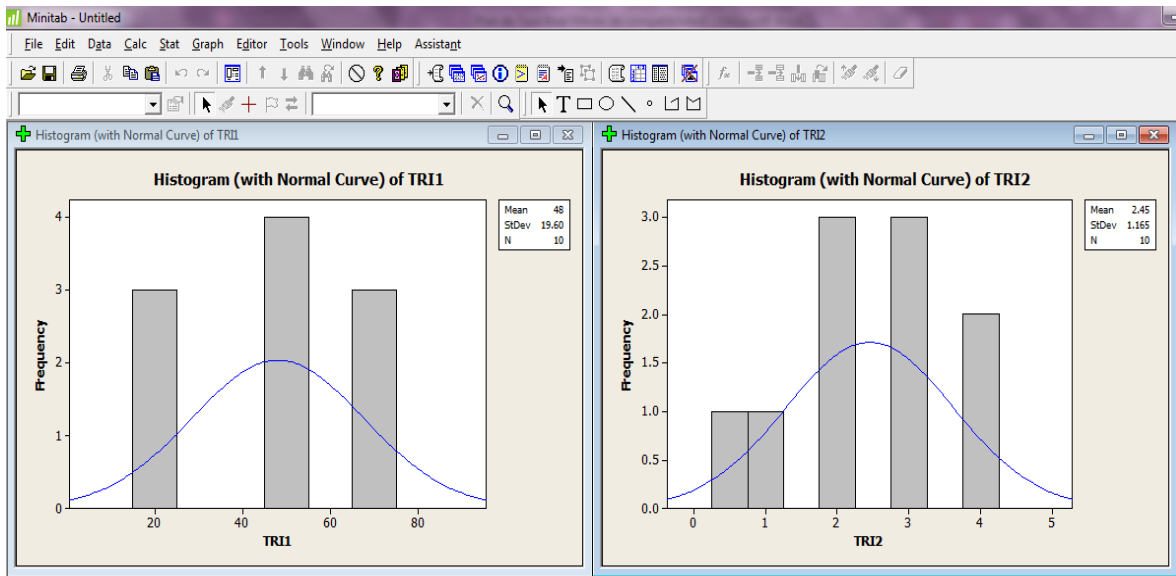 Minitab - Untitled
File Edit Data Calc Stat Graph Editor Tools Window Help Assistant
Histogram (with Normal Curve) of TRI1
Histogram (with Normal Curve) of TRI1
Mean 48
StDev 19.60
N 10
Frequency
4
3
2
1
0
20 40 60 80
TRI1
Histogram (with Normal Curve) of TRI2
Histogram (with Normal Curve) of TRI2
Mean 2.45
StDev 1.165
N 10
Frequency
3.0
2.5
2.0
1.5
1.0
0.5
0.0
0 1 2 3 4 5
TRI2